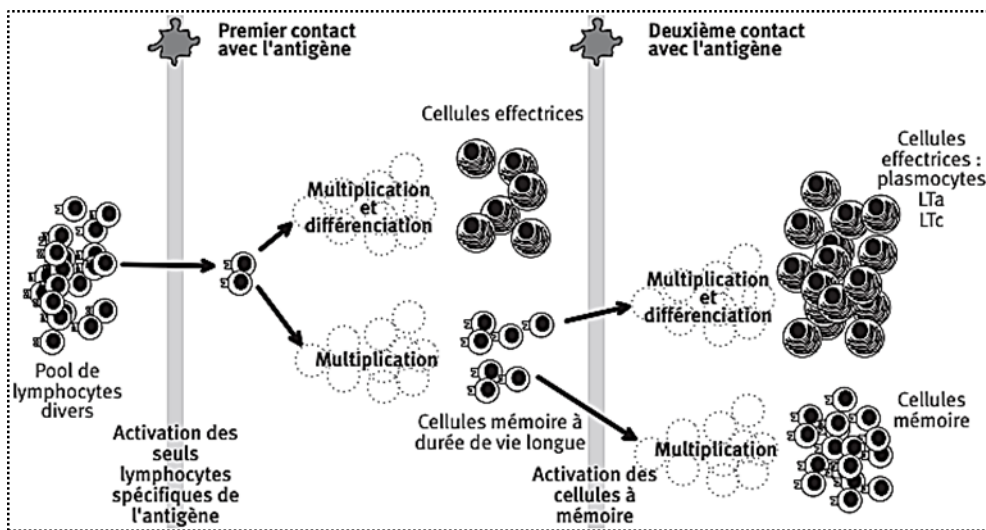 Premier contact
avec l'antigène
Deuxième contact
avec l'antigène
Cellules effectrices
Cellules
effectrices :
plasmocytes
LTa
LTc
Multiplication
et
différenciation
Multiplication
et
différenciation
Pool de
lymphocytes
divers
Multiplication
Cellules mémoire à
durée de vie longue
Cellules
mémoire
Multiplication
Activation des
seuls
lymphocytes
spécifiques de
l'antigène
Activation des
cellules à
mémoire